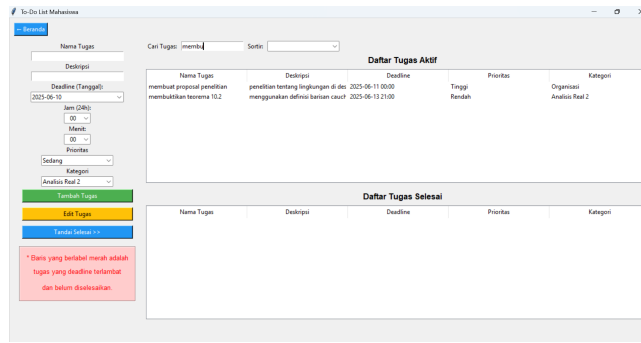 To-Do List Mahasiswa
← Beranda
Nama Tugas
Deskripsi
Deadline (Tanggal):
2025-06-10
Jam (24h):
00
Menit:
00
Prioritas
Sedang
Kategori
Analisis Real 2
Tambah Tugas
Edit Tugas
Tandai Selesai >>
* Baris yang berlabel merah adalah
tugas yang deadline terlambat
dan belum diselesaikan.
Cari Tugas: membu Sortir:
Daftar Tugas Aktif
Nama Tugas Deskripsi Deadline Prioritas Kategori
membuat proposal penelitian penelitian tentang lingkungan di des 2025-06-11 00:00 Tinggi Organisasi
membuktikan teorema 10.2 menggunakan definisi barisan cauch 2025-06-13 21:00 Rendah Analisis Real 2
Daftar Tugas Selesai
Nama Tugas Deskripsi Deadline Prioritas Kategori